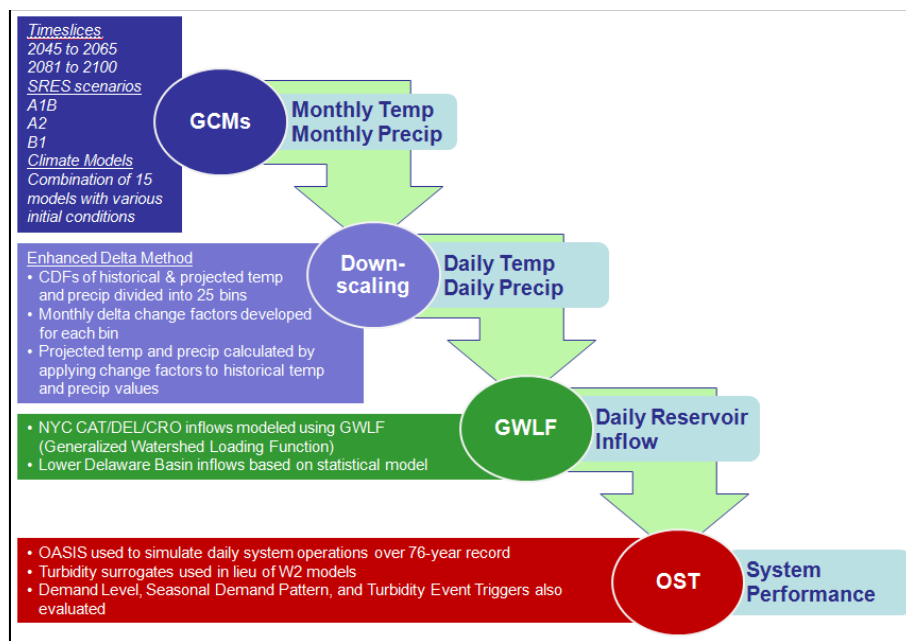 Timeslices
2045 to 2065
2081 to 2100
SRES scenarios
A1B
A2
B1
Climate Models
Combination of 15
models with various
initial conditions
GCMs
Monthly Temp
Monthly Precip
Enhanced Delta Method
• CDFs of historical & projected temp
and precip divided into 25 bins
• Monthly delta change factors developed
for each bin
• Projected temp and precip calculated by
applying change factors to historical temp
and precip values
Down-
scaling
Daily Temp
Daily Precip
• NYC CAT/DEL/CRO inflows modeled using GWLF
(Generalized Watershed Loading Function)
• Lower Delaware Basin inflows based on statistical model
GWLF
Daily Reservoir
Inflow
• OASIS used to simulate daily system operations over 76-year record
• Turbidity surrogates used in lieu of W2 models
• Demand Level, Seasonal Demand Pattern, and Turbidity Event Triggers also
evaluated
OST
System
Performance